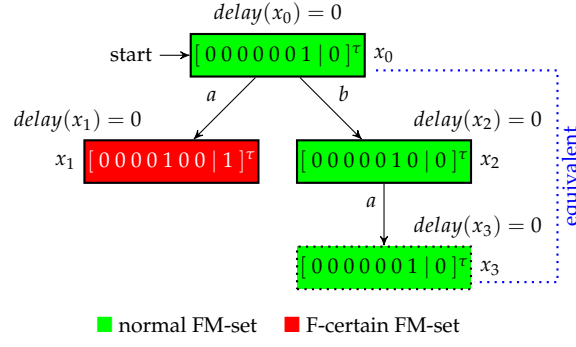 delay(x₀) = 0
start [ 0 0 0 0 0 0 1 | 0 ]^τ x₀
a b
delay(x₁) = 0 delay(x₂) = 0
x₁ [ 0 0 0 0 1 0 0 | 1 ]^τ [ 0 0 0 0 0 1 0 | 0 ]^τ x₂
equivalent
a
delay(x₃) = 0
[ 0 0 0 0 0 0 1 | 0 ]^τ x₃
normal FM-set F-certain FM-set